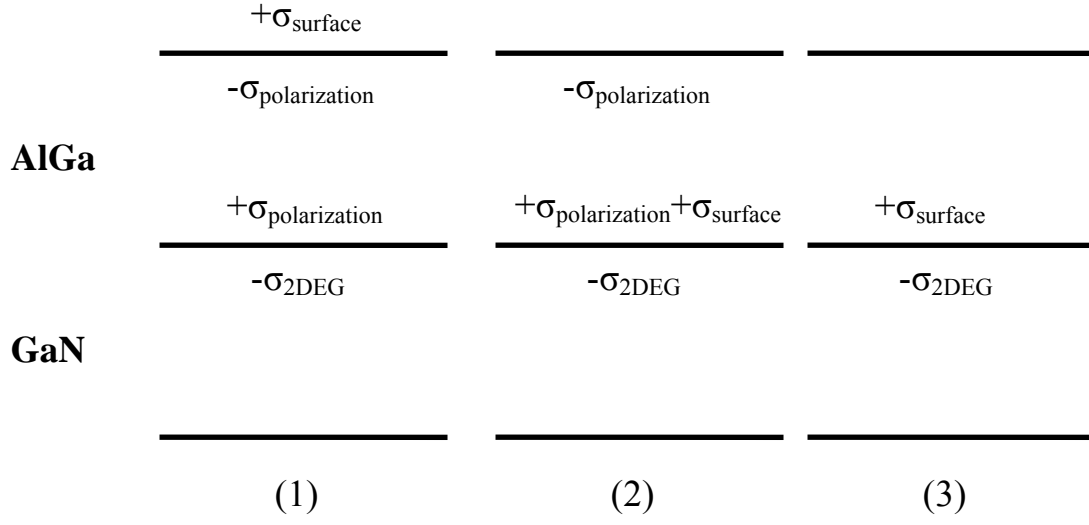 +σsurface
-σpolarization -σpolarization
AlGa
+σpolarization +σpolarization+σsurface +σsurface
-σ2DEG -σ2DEG -σ2DEG
GaN
(1) (2) (3)